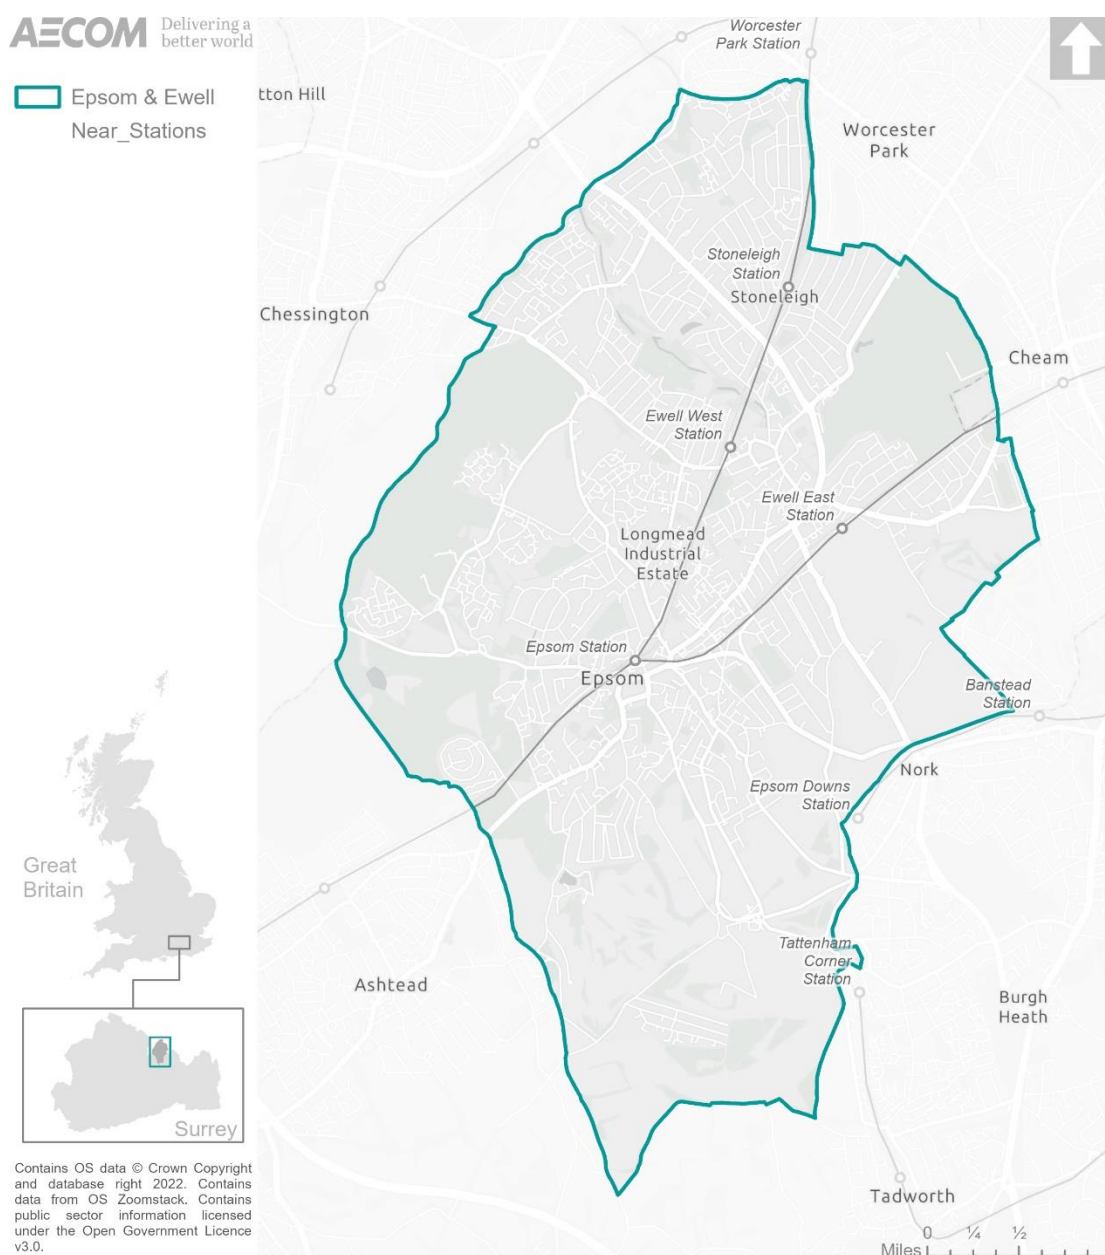 AECOM
Delivering a
better world
Epsom & Ewell
Near_Stations
Worcester
Park Station
tton Hill
Worcester
Park
Stoneleigh
Station
Stoneleigh
Chessington
Cheam
Ewell West
Station
Ewell East
Station
Longmead
Industrial
Estate
Epsom Station
Epsom
Banstead
Station
Nork
Epsom Downs
Station
Great
Britain
Tattenham
Corner
Station
Ashtead
Burgh
Heath
Surrey
Tadworth
Contains OS data © Crown Copyright
and database right 2022. Contains
data from OS Zoomstack. Contains
public sector information licensed
under the Open Government Licence
v3.0.
0 ¼ ½
Miles